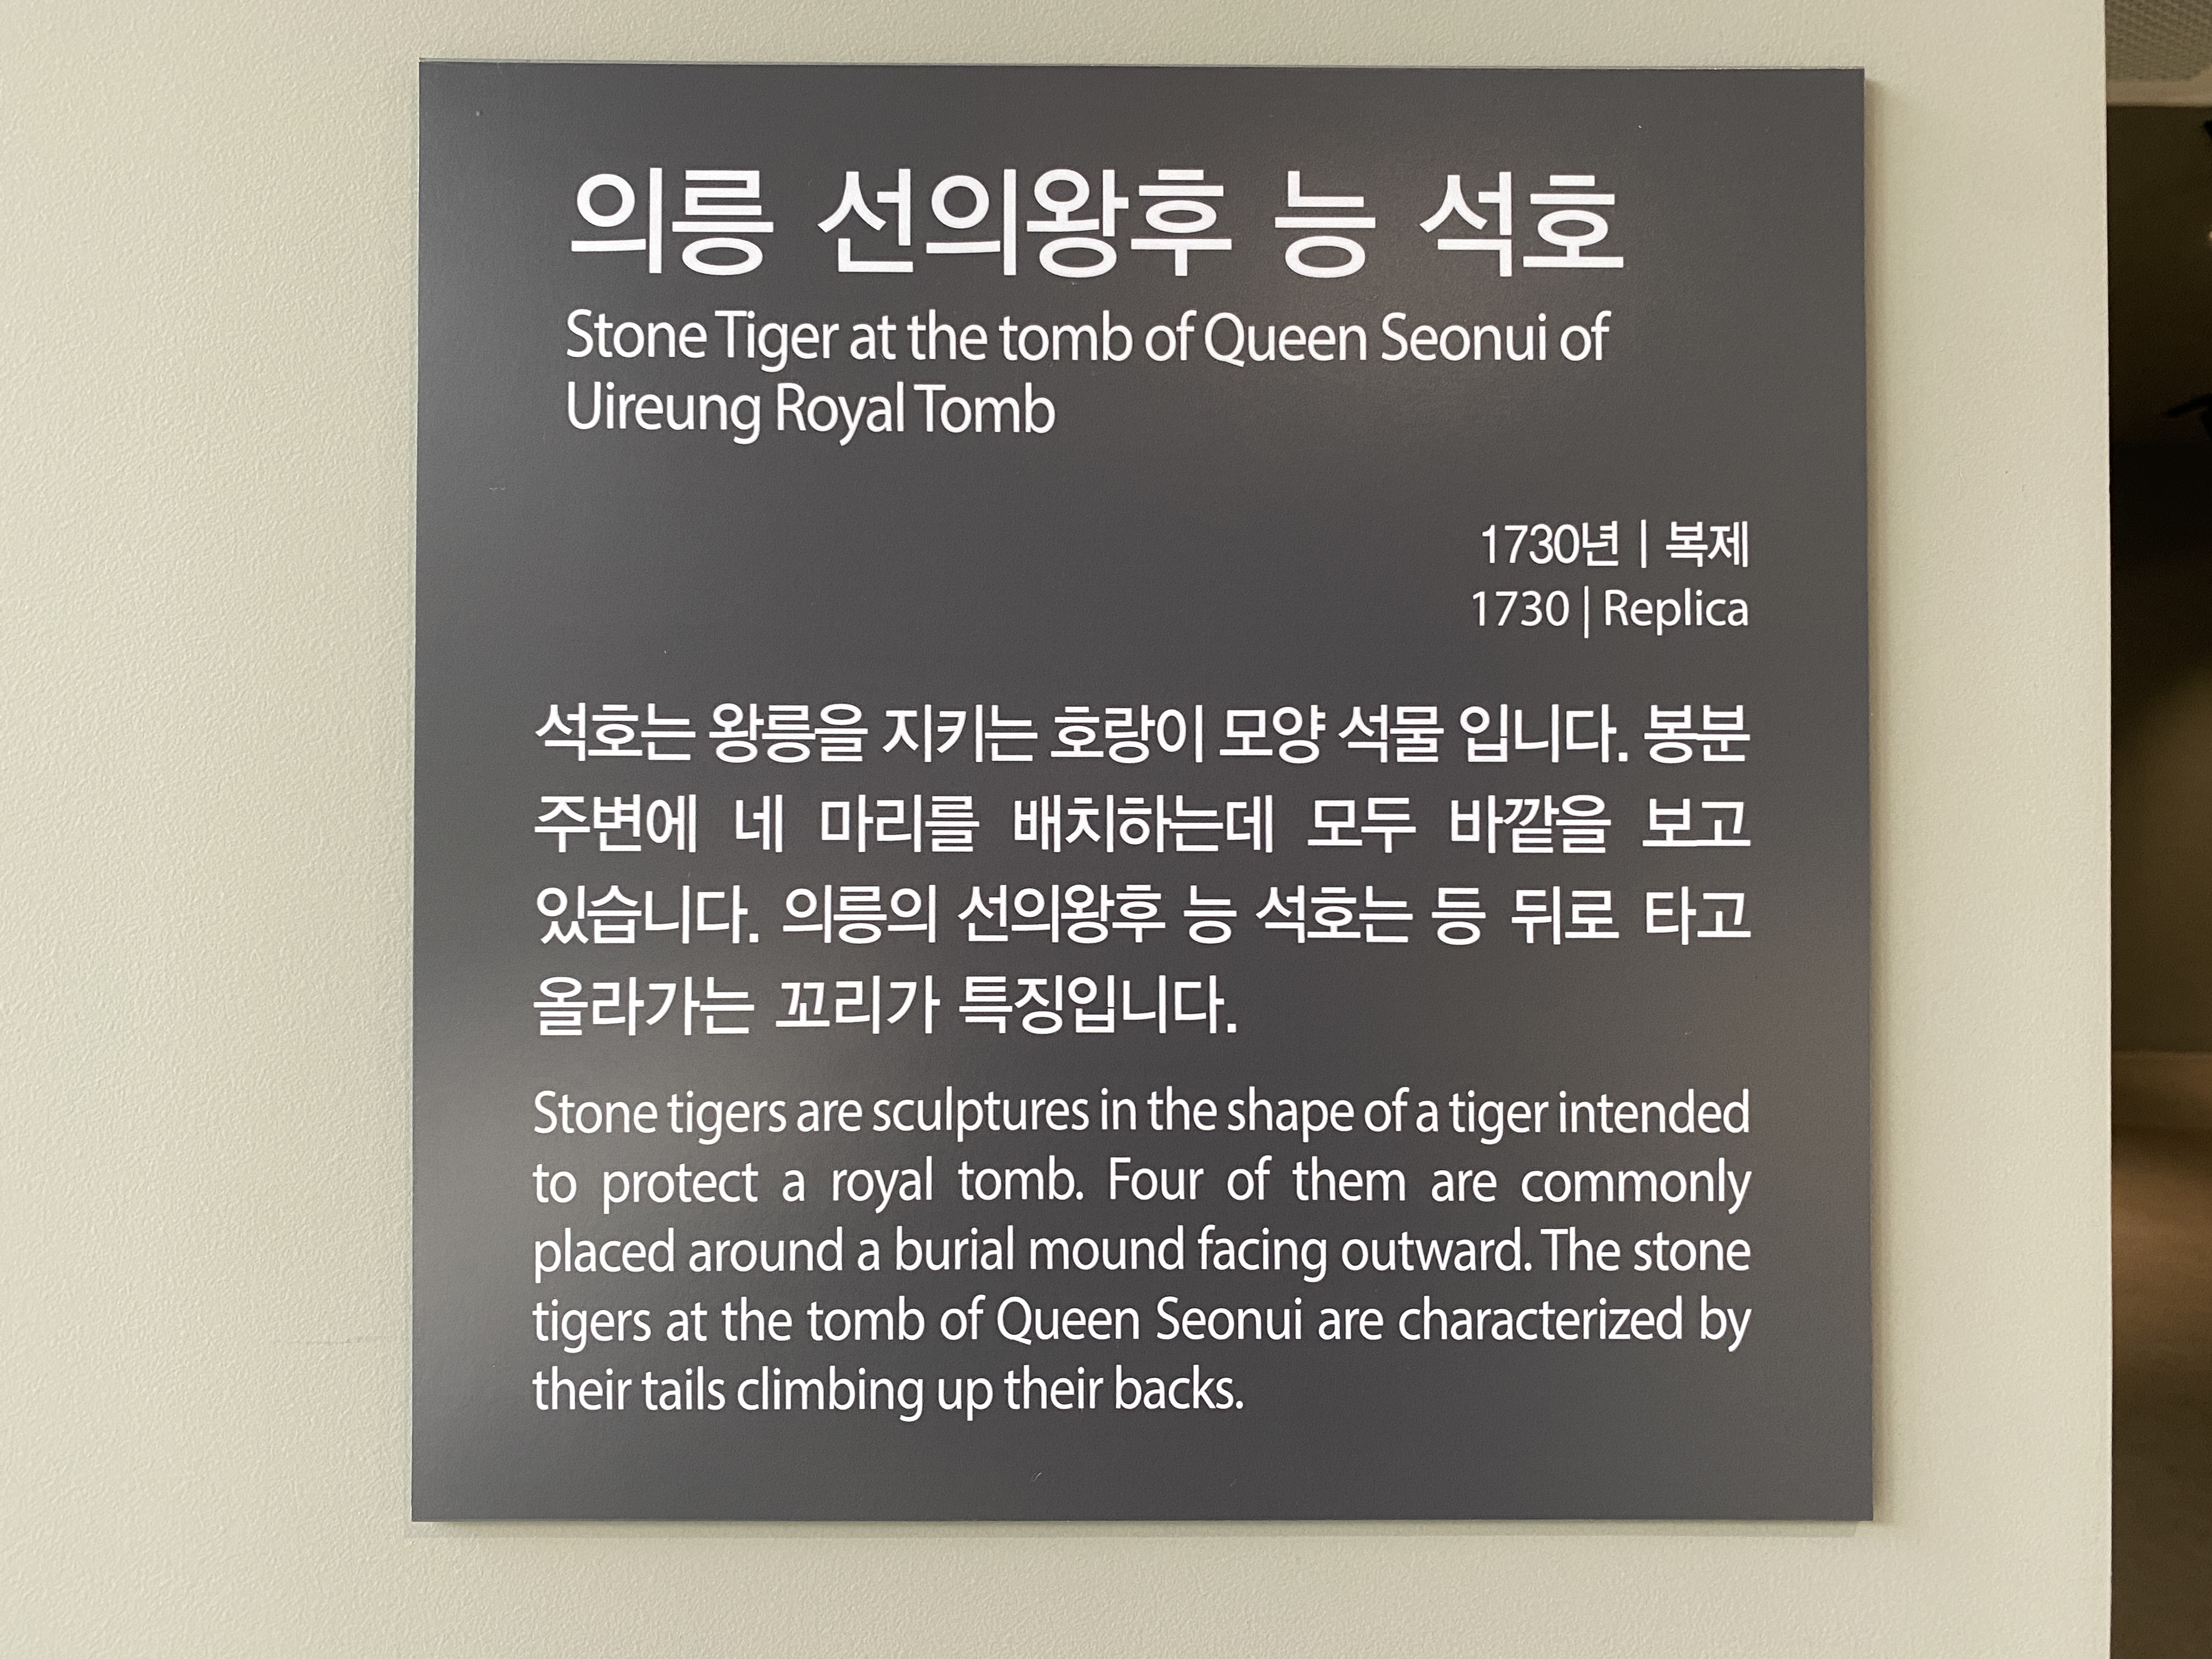 의릉 선의왕후 능 석호
Stone Tiger at the tomb of Queen Seonui of
Uireung Royal Tomb
1730년 | 복제
1730 | Replica
석호는 왕릉을 지키는 호랑이 모양 석물 입니다. 봉분
주변에 네 마리를 배치하는데 모두 바깥을 보고
있습니다. 의릉의 선의왕후 능 석호는 등 뒤로 타고
올라가는 꼬리가 특징입니다.
Stone tigers are sculptures in the shape of a tiger intended
to protect a royal tomb. Four of them are commonly
placed around a burial mound facing outward. The stone
tigers at the tomb of Queen Seonui are characterized by
their tails climbing up their backs.